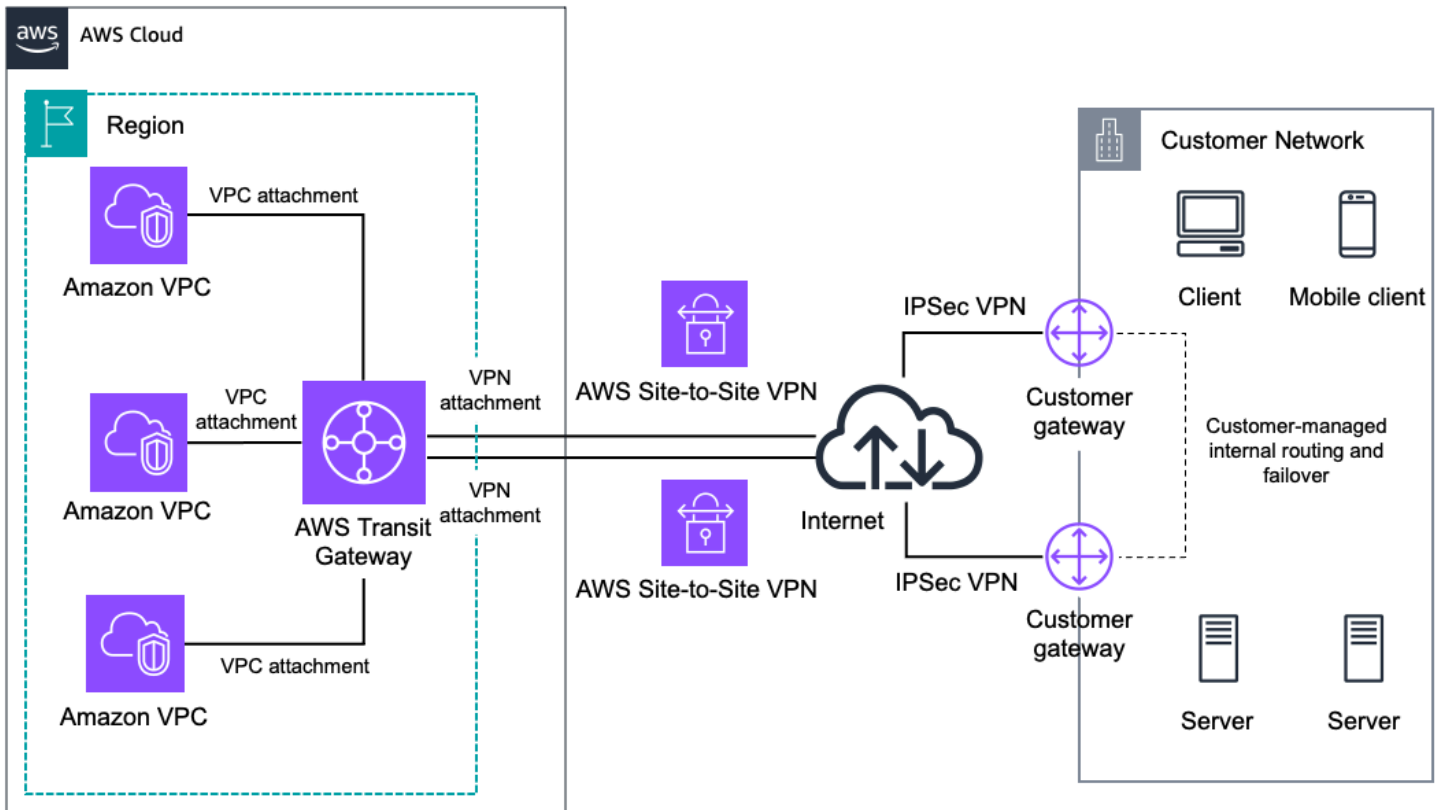 aws
AWS Cloud
Region
VPC attachment
Amazon VPC
VPC
attachment
Amazon VPC
AWS Transit
Gateway
VPC attachment
Amazon VPC
VPN
attachment
VPN
attachment
AWS Site-to-Site VPN
AWS Site-to-Site VPN
Internet
IPSec VPN
IPSec VPN
Customer Network
Client
Mobile client
Customer
gateway
Customer-managed
internal routing and
failover
Customer
gateway
Server
Server